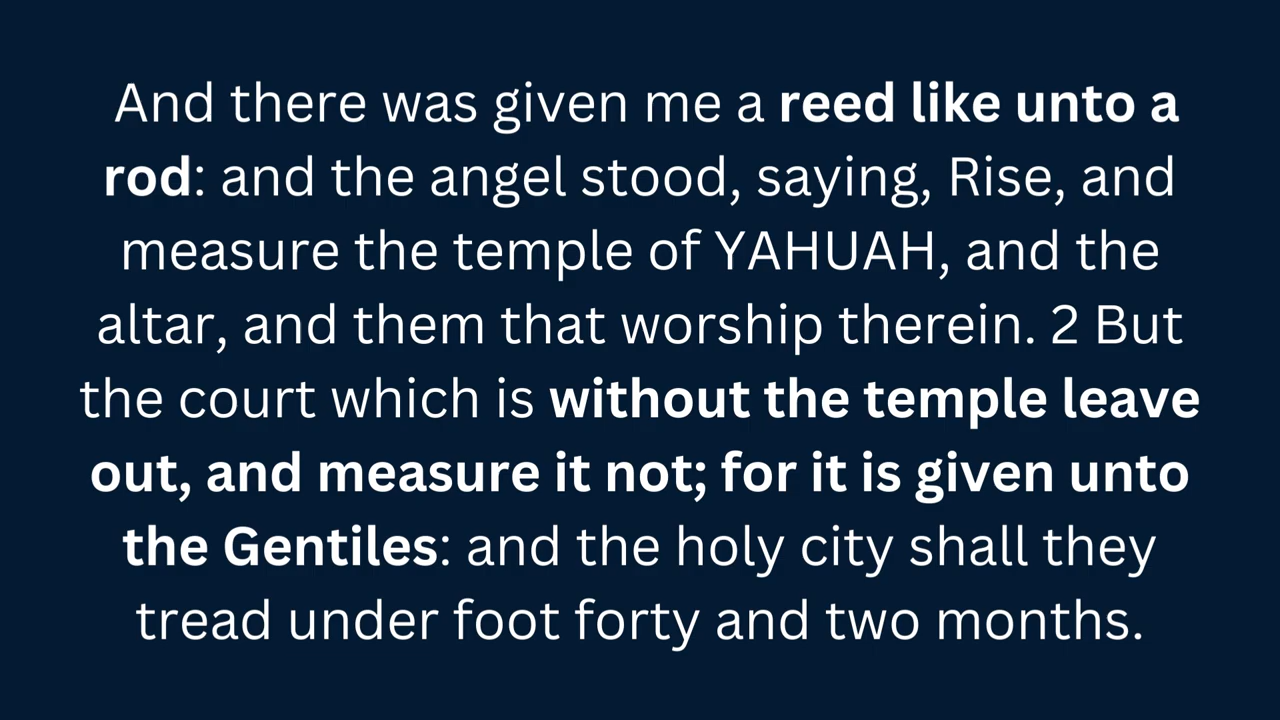 And there was given me a reed like unto a
rod: and the angel stood, saying, Rise, and
measure the temple of YAHUAH, and the
altar, and them that worship therein. 2 But
the court which is without the temple leave
out, and measure it not; for it is given unto
the Gentiles: and the holy city shall they
tread under foot forty and two months.